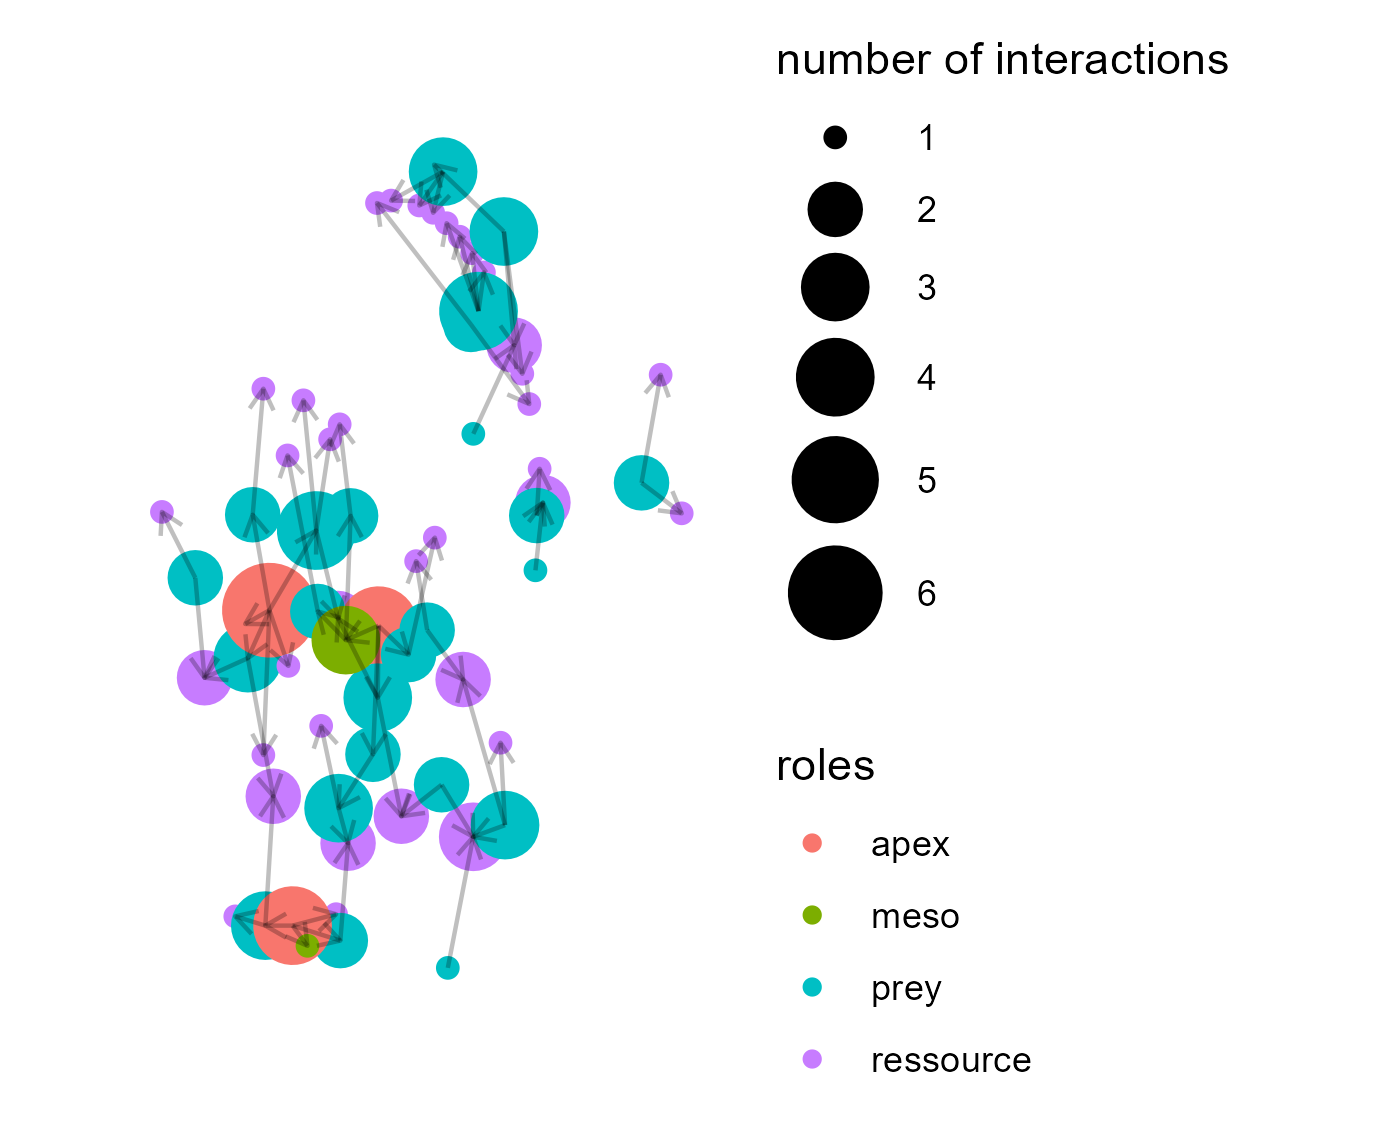 number of interactions
1
2
3
4
5
6
roles
apex
meso
prey
ressource